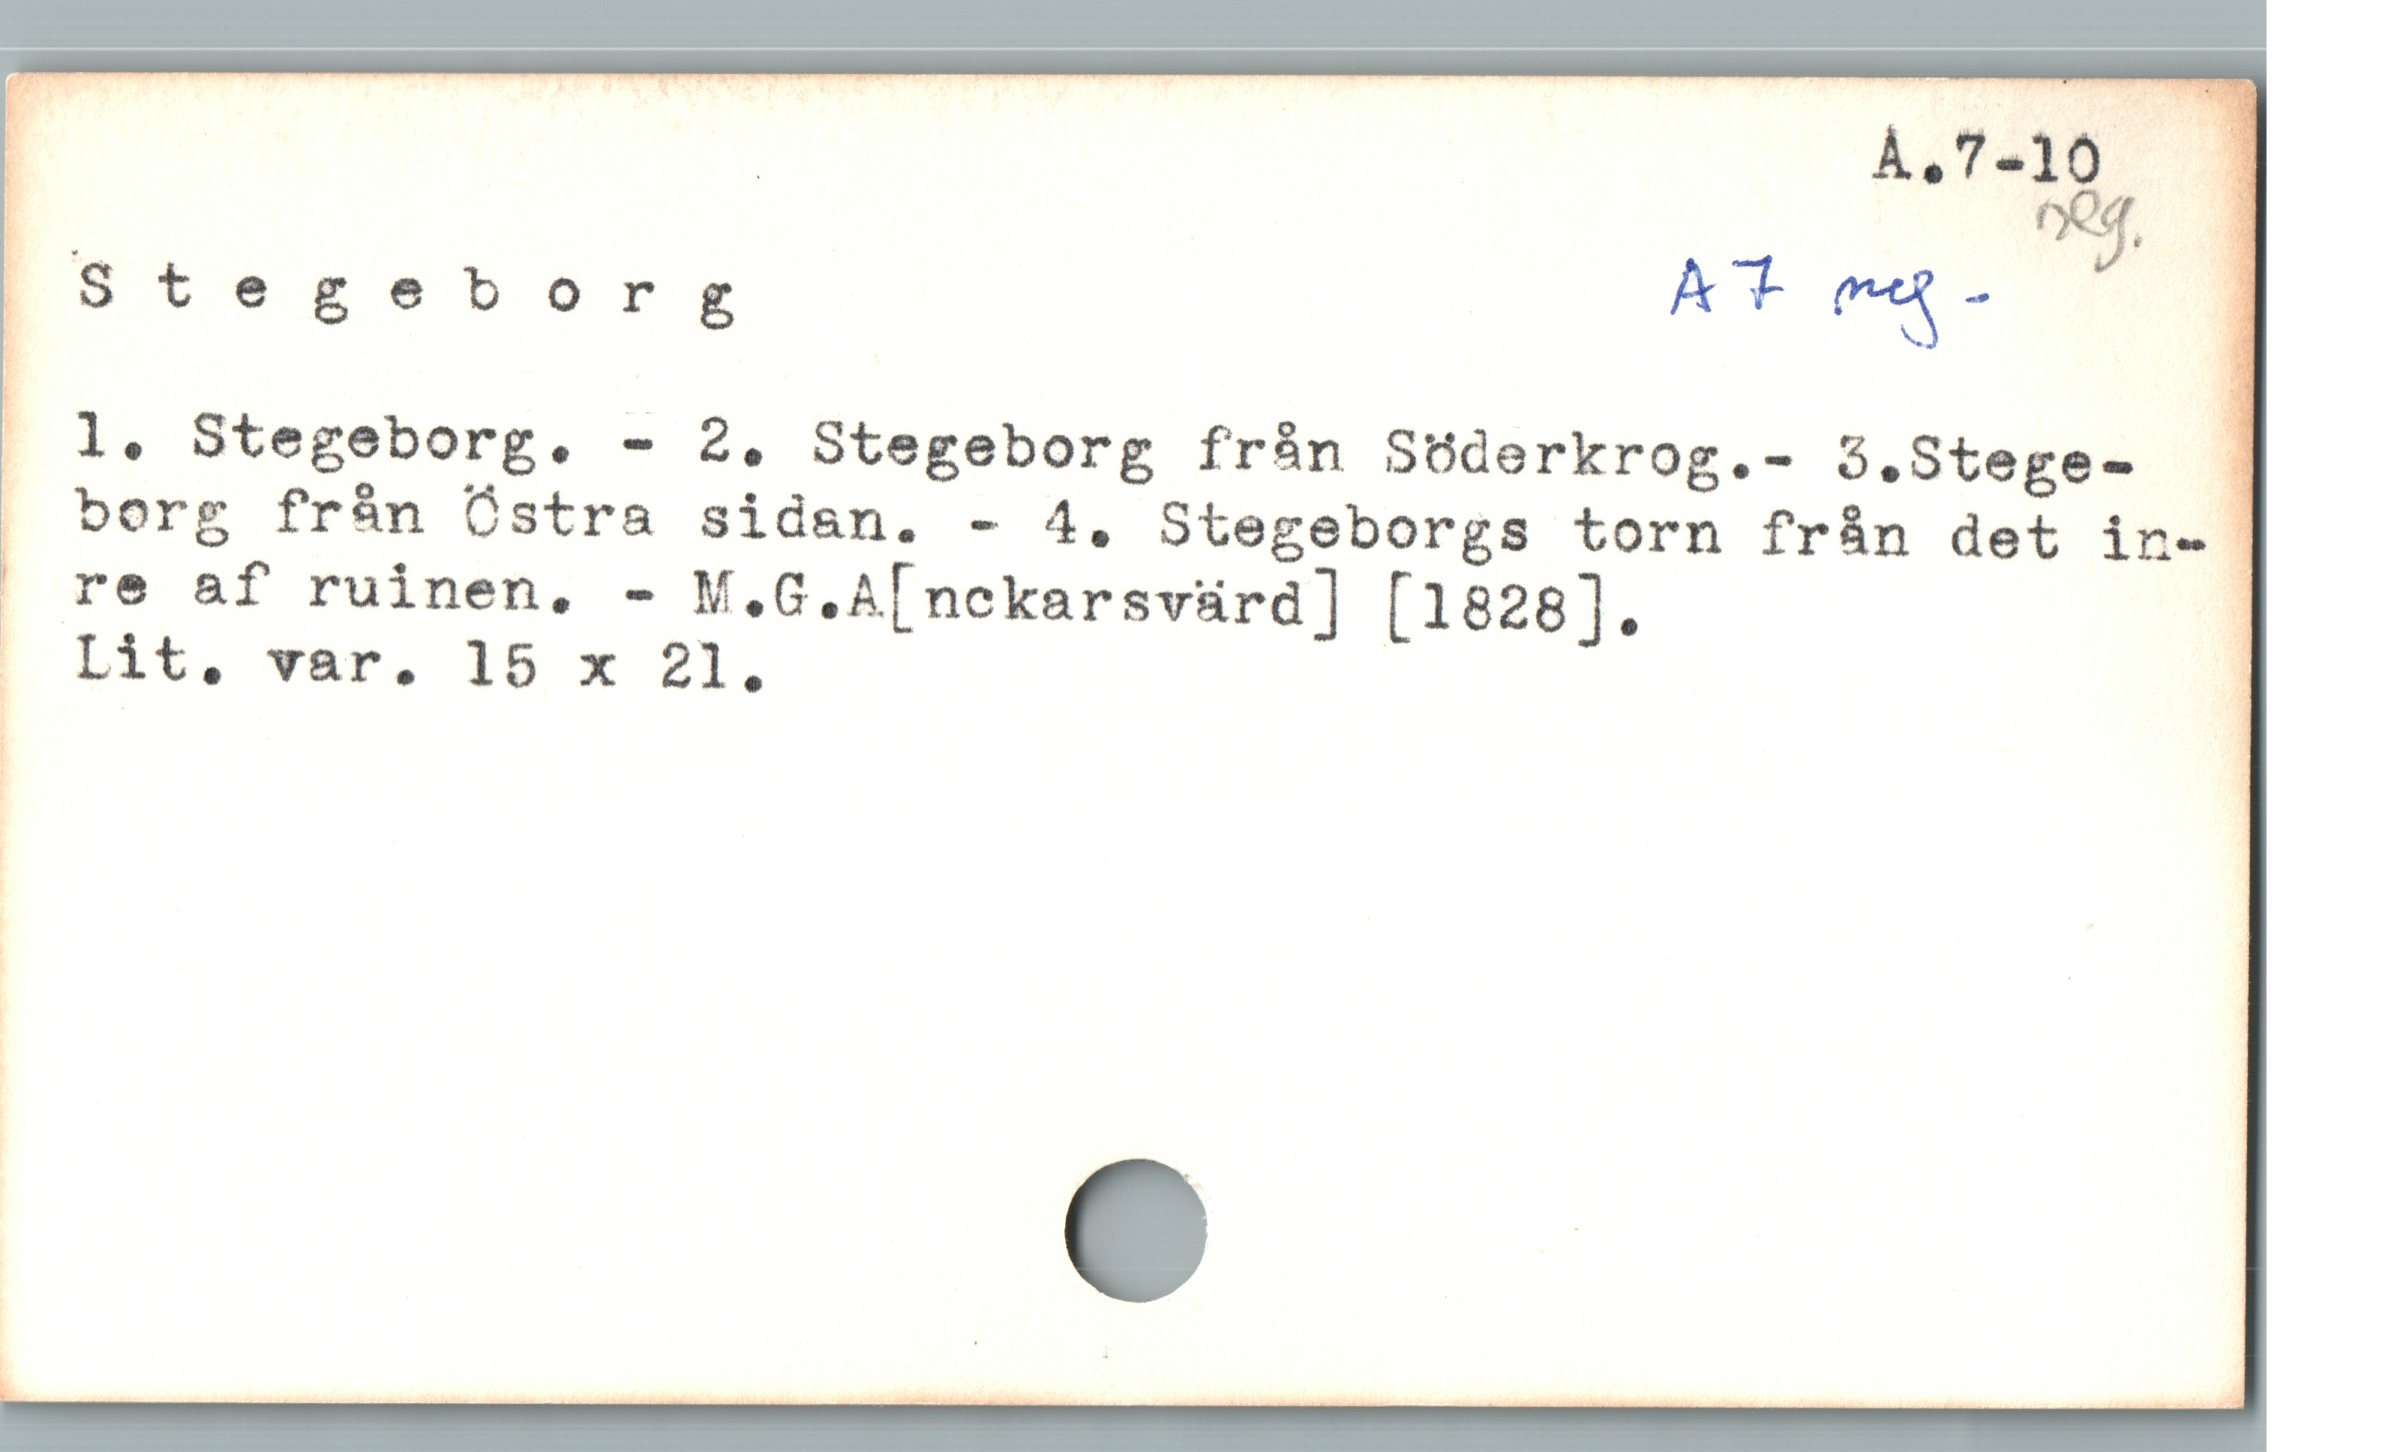 A.7-10
neg.
S t e g e b o r g
A 7 neg -
1. Stegeborg. - 2. Stegeborg från Söderkrog.- 3.Stege-
borg från Östra sidan. - 4. Stegeborgs torn från det in-
re af ruinen. - M.G.A[nckarsvärd] [1828].
Lit. var. 15 x 21.